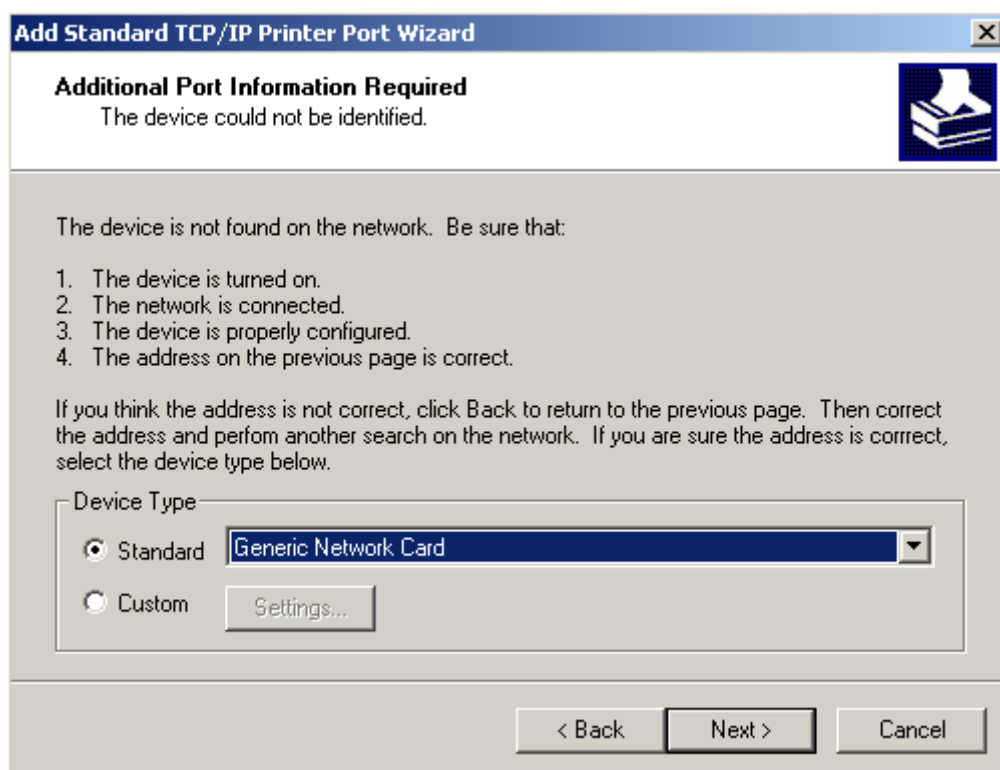 Add Standard TCP/IP Printer Port Wizard
Additional Port Information Required
The device could not be identified.
The device is not found on the network.  Be sure that:
1.  The device is turned on.
2.  The network is connected.
3.  The device is properly configured.
4.  The address on the previous page is correct.
If you think the address is not correct, click Back to return to the previous page.  Then correct
the address and perfom another search on the network.  If you are sure the address is corrrect,
select the device type below.
Device Type
Standard Generic Network Card
Custom Settings...
< Back Next > Cancel